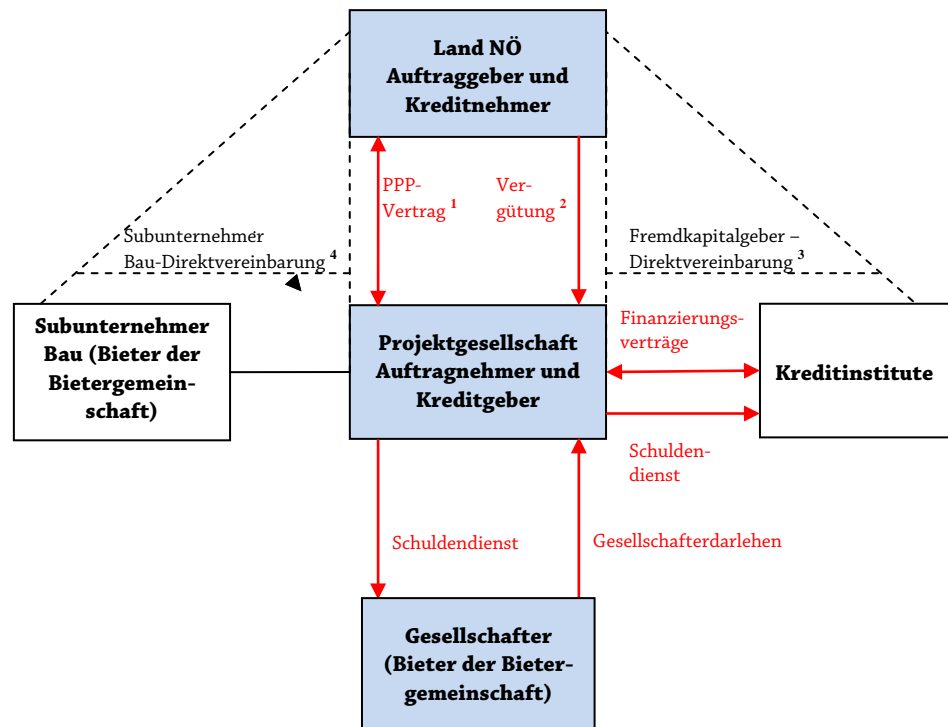 Land NÖ
Auftraggeber und
Kreditnehmer
PPP-
Vertrag 1
Ver-
gütung 2
Subunternehmer
Bau-Direktvereinbarung 4
Fremdkapitalgeber –
Direktvereinbarung 3
Subunternehmer
Bau (Bieter der
Bietergemein-
schaft)
Projektgesellschaft
Auftragnehmer und
Kreditgeber
Finanzierungs-
verträge
Kreditinstitute
Schulden-
dienst
Schuldendienst
Gesellschafterdarlehen
Gesellschafter
(Bieter der Bieter-
gemeinschaft)